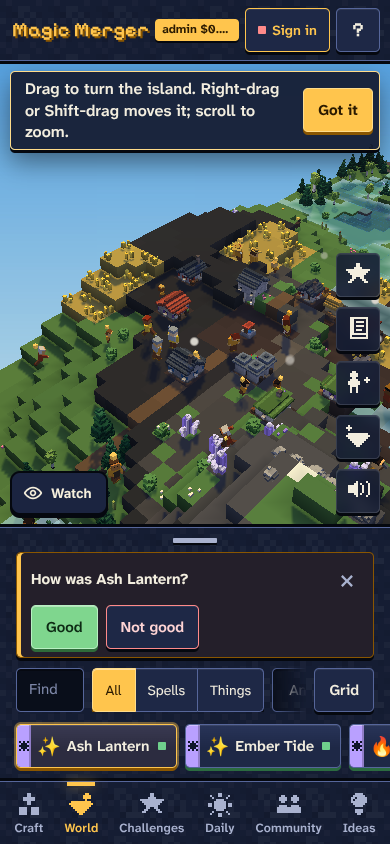 Magic Merger
admin $0....
Sign in
?
Drag to turn the island. Right-drag
or Shift-drag moves it; scroll to
zoom.
Got it
Watch
How was Ash Lantern?
Good
Not good
Find
All
Spells
Things
Grid
Ash Lantern
Ember Tide
Craft
World
Challenges
Daily
Community
Ideas